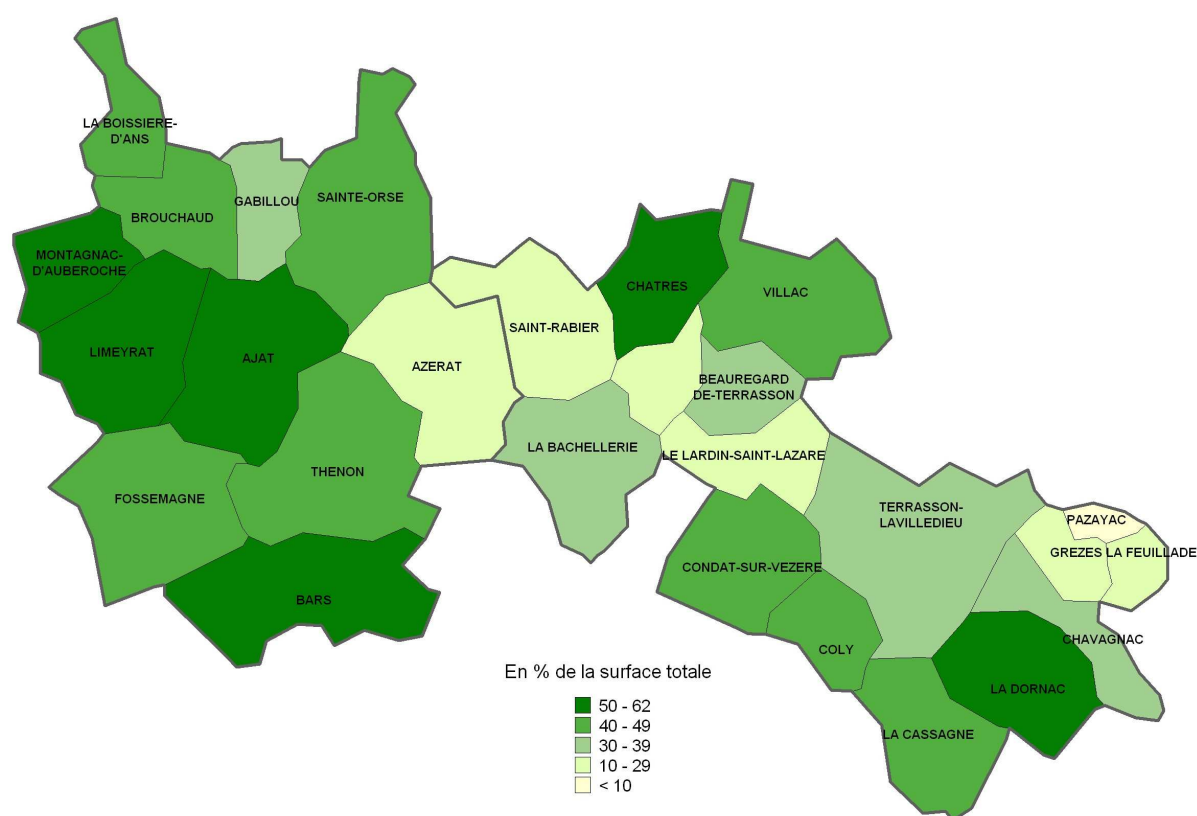 LA BOISSIERE-
D'ANS
BROUCHAUD
GABILLOU
SAINTE-ORSE
MONTAGNAC-
D'AUBEROCHE
LIMEYRAT
AJAT
AZERAT
SAINT-RABIER
CHATRES
VILLAC
BEAUREGARD
DE-TERRASSON
LA BACHELLERIE
LE LARDIN-SAINT-LAZARE
THENON
FOSSEMAGNE
BARS
TERRASSON-
LAVILLEDIEU
PAZAYAC
GREZES
LA FEUILLADE
CONDAT-SUR-VEZERE
COLY
CHAVAGNAC
LA DORNAC
LA CASSAGNE
En % de la surface totale
50 - 62
40 - 49
30 - 39
10 - 29
< 10